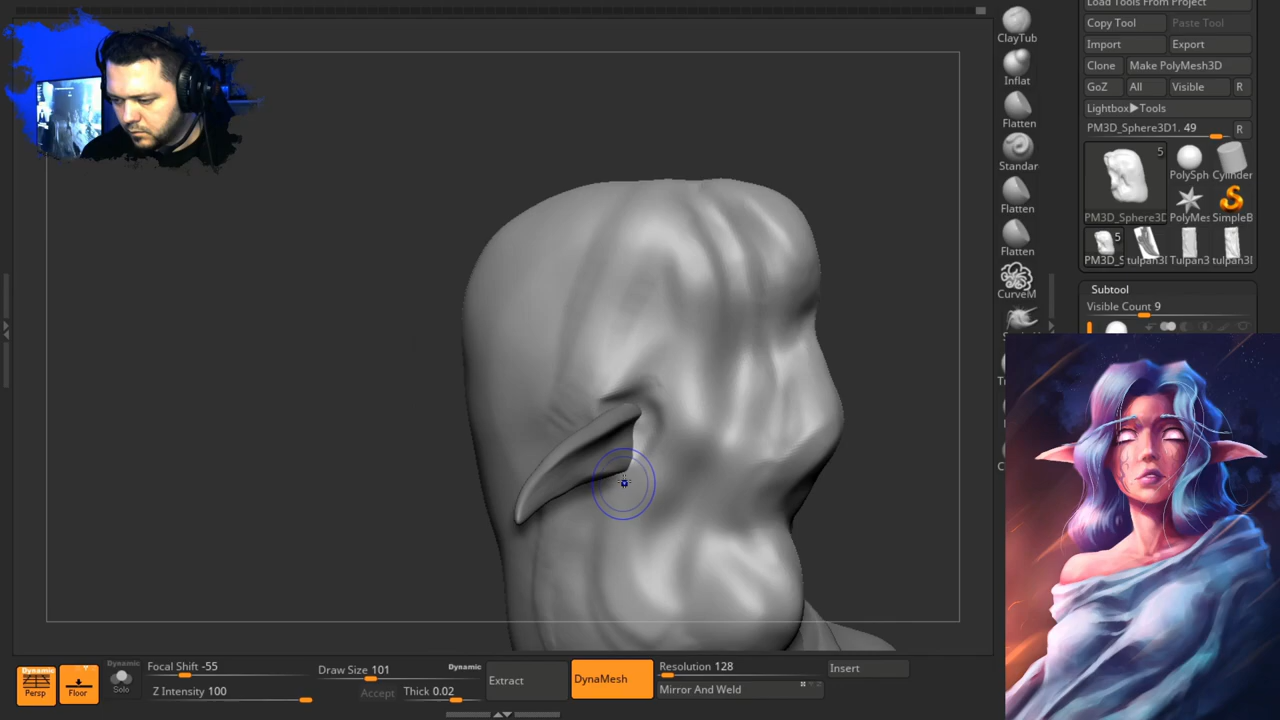 Load Tools From Project
Copy Tool Paste Tool
Import Export
Clone Make PolyMesh3D
GoZ All Visible R
Lightbox▶Tools
PM3D_Sphere3D1. 49 R
5
PolySph Cylinder
PM3D_Sphere3D PolyMes SimpleB
5
PM3D_S tulpan3l Tulpan3 tulpan3l
Subtool
Visible Count 9
ClayTub
Inflat
Flatten
Standar
Flatten
Flatten
CurveM
Dynamic
Persp
Floor
Dynamic
Solo
Focal Shift -55
Z Intensity 100
Draw Size 101
Dynamic
Accept Thick 0.02
Extract
DynaMesh
Resolution 128
Mirror And Weld
Insert